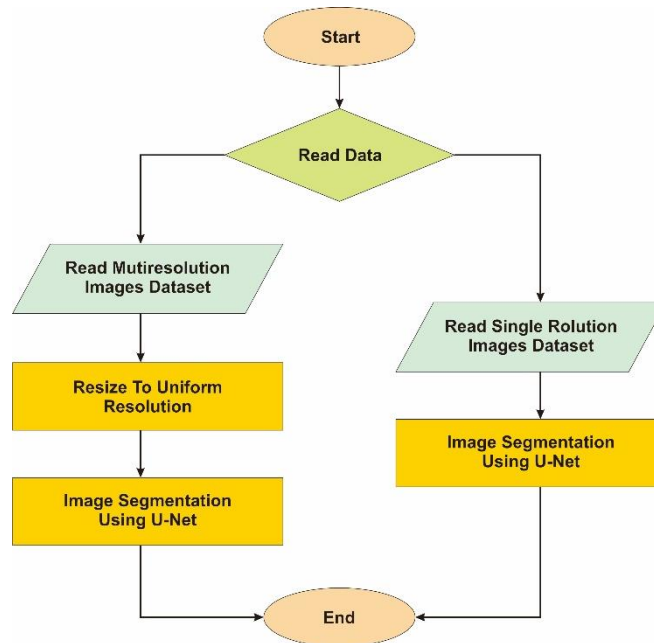 Start
Read Data
Read Mutiresolution
Images Dataset
Read Single Rolution
Images Dataset
Resize To Uniform
Resolution
Image Segmentation
Using U-Net
Image Segmentation
Using U-Net
End